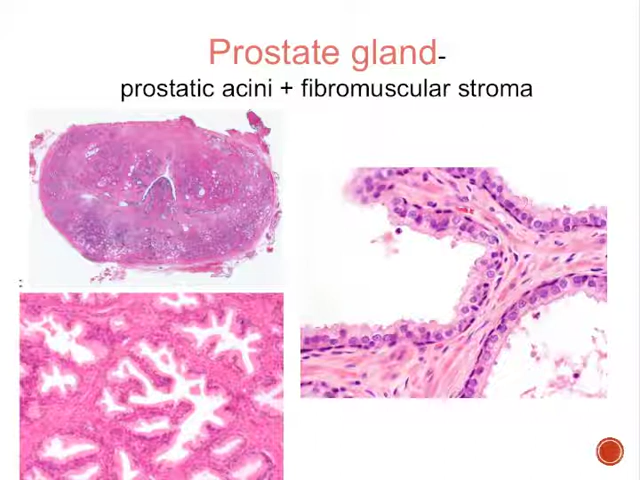 Prostate gland-
prostatic acini + fibromuscular stroma
: